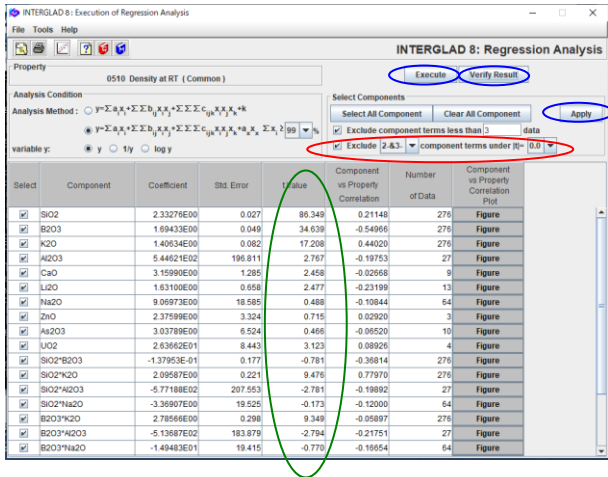 INTERGLAD 8: Execution of Regression Analysis
File Tools Help
INTERGLAD 8: Regression Analysis
Property
0510 Density at RT ( Common )
Execute
Verify Result
Analysis Condition
Analysis Method :
y=Σaᵢxᵢ+ΣΣbᵢⱼxᵢxⱼ+ΣΣΣcᵢⱼₖxᵢxⱼxₖ+k
99 %
variable y: y 1/y log y
Select Components
Select All Component Clear All Component Apply
Exclude component terms less than 3 data
Exclude 2-&3- component terms under |t|= 0.0
Select Component Coefficient Std. Error t Value Component vs Property Correlation Number of Data Component vs Property Correlation Plot
SiO2 2.33276E00 0.027 86.349 0.21148 276 Figure
B2O3 1.69433E00 0.049 34.639 -0.54966 276 Figure
K2O 1.40634E00 0.082 17.208 0.44020 276 Figure
Al2O3 5.44621E02 196.811 2.767 -0.19753 27 Figure
CaO 3.15990E00 1.285 2.458 -0.02668 9 Figure
Li2O 1.63100E00 0.658 2.477 -0.23199 13 Figure
Na2O 9.06973E00 18.585 0.488 -0.10844 64 Figure
ZnO 2.37599E00 3.324 0.715 0.02920 3 Figure
As2O3 3.03789E00 6.524 0.466 -0.06520 10 Figure
UO2 2.63662E01 8.443 3.123 0.08926 4 Figure
SiO2*B2O3 -1.37953E-01 0.177 -0.781 -0.36814 276 Figure
SiO2*K2O 2.09587E00 0.221 9.476 0.77970 276 Figure
SiO2*Al2O3 -5.77188E02 207.553 -2.781 -0.19892 27 Figure
SiO2*Na2O -3.36907E00 19.525 -0.173 -0.12000 64 Figure
B2O3*K2O 2.78566E00 0.298 9.349 -0.05897 276 Figure
B2O3*Al2O3 -5.13687E02 183.879 -2.794 -0.21751 27 Figure
B2O3*Na2O -1.49483E01 19.415 -0.770 -0.16654 64 Figure